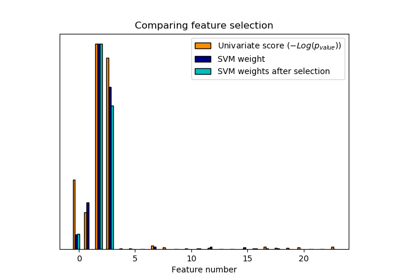 Comparing feature selection
Univariate score (−Log(p_value))
SVM weight
SVM weights after selection
0 5 10 15 20
Feature number